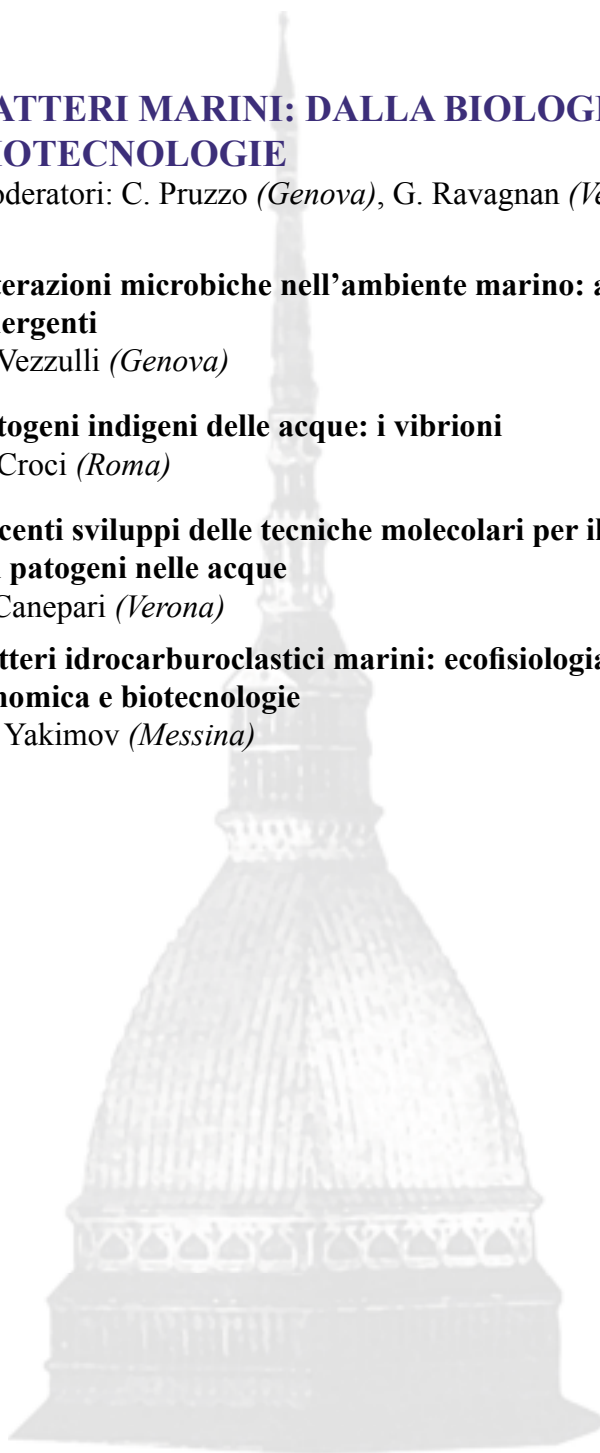 ATTERI MARINI: DALLA BIOLOGI
IOTECNOLOGIE
oderatori: C. Pruzzo (Genova), G. Ravagnan (Ve
terazioni microbiche nell’ambiente marino: a
ergenti
Vezzulli (Genova)
togeni indigeni delle acque: i vibrioni
Croci (Roma)
centi sviluppi delle tecniche molecolari per il
i patogeni nelle acque
Canepari (Verona)
tteri idrocarburoclastici marini: ecofisiologia
nomica e biotecnologie
Yakimov (Messina)